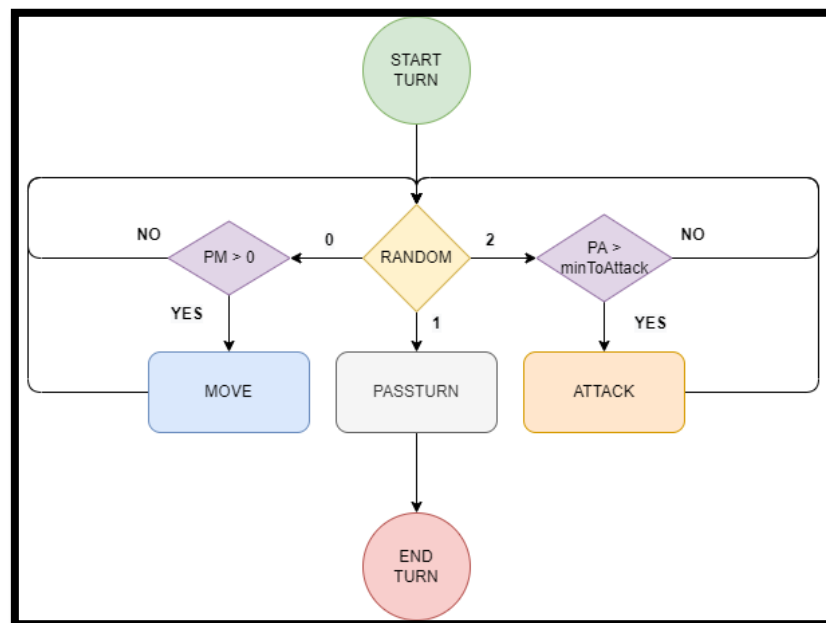 START
TURN
NO
PM > 0
0
RANDOM
2
PA >
minToAttack
NO
YES
1
YES
MOVE
PASSTURN
ATTACK
END
TURN